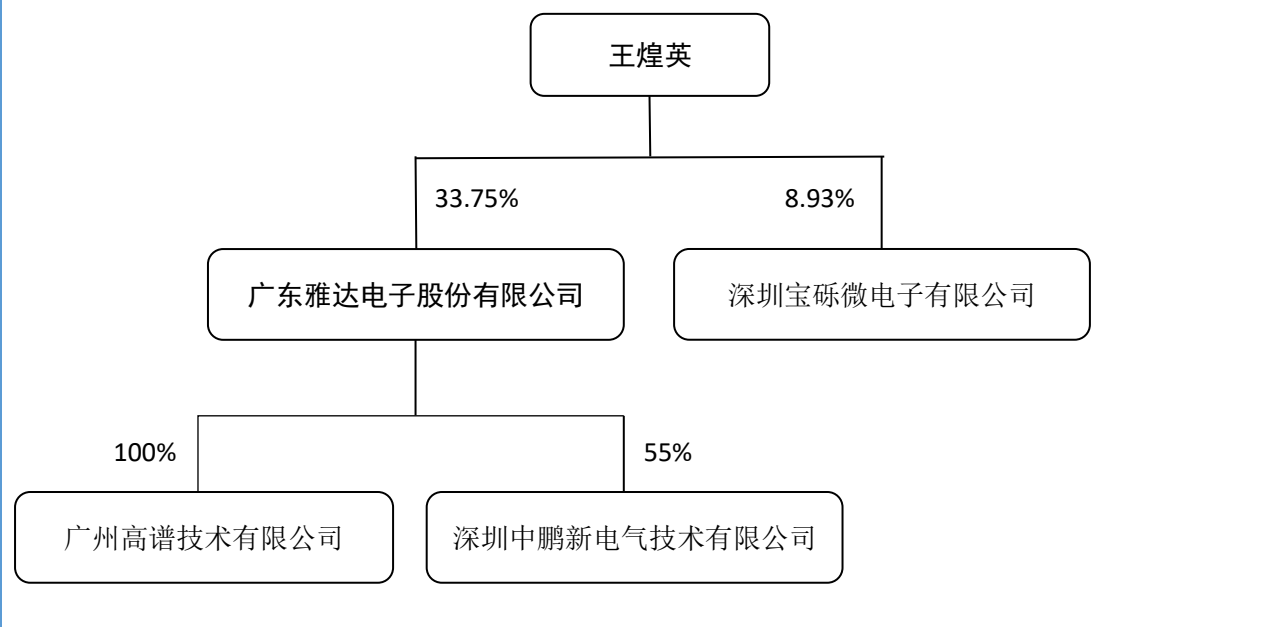 王煌英
33.75%
8.93%
广东雅达电子股份有限公司
深圳宝砾微电子有限公司
100%
55%
广州高谱技术有限公司
深圳中鹏新电气技术有限公司